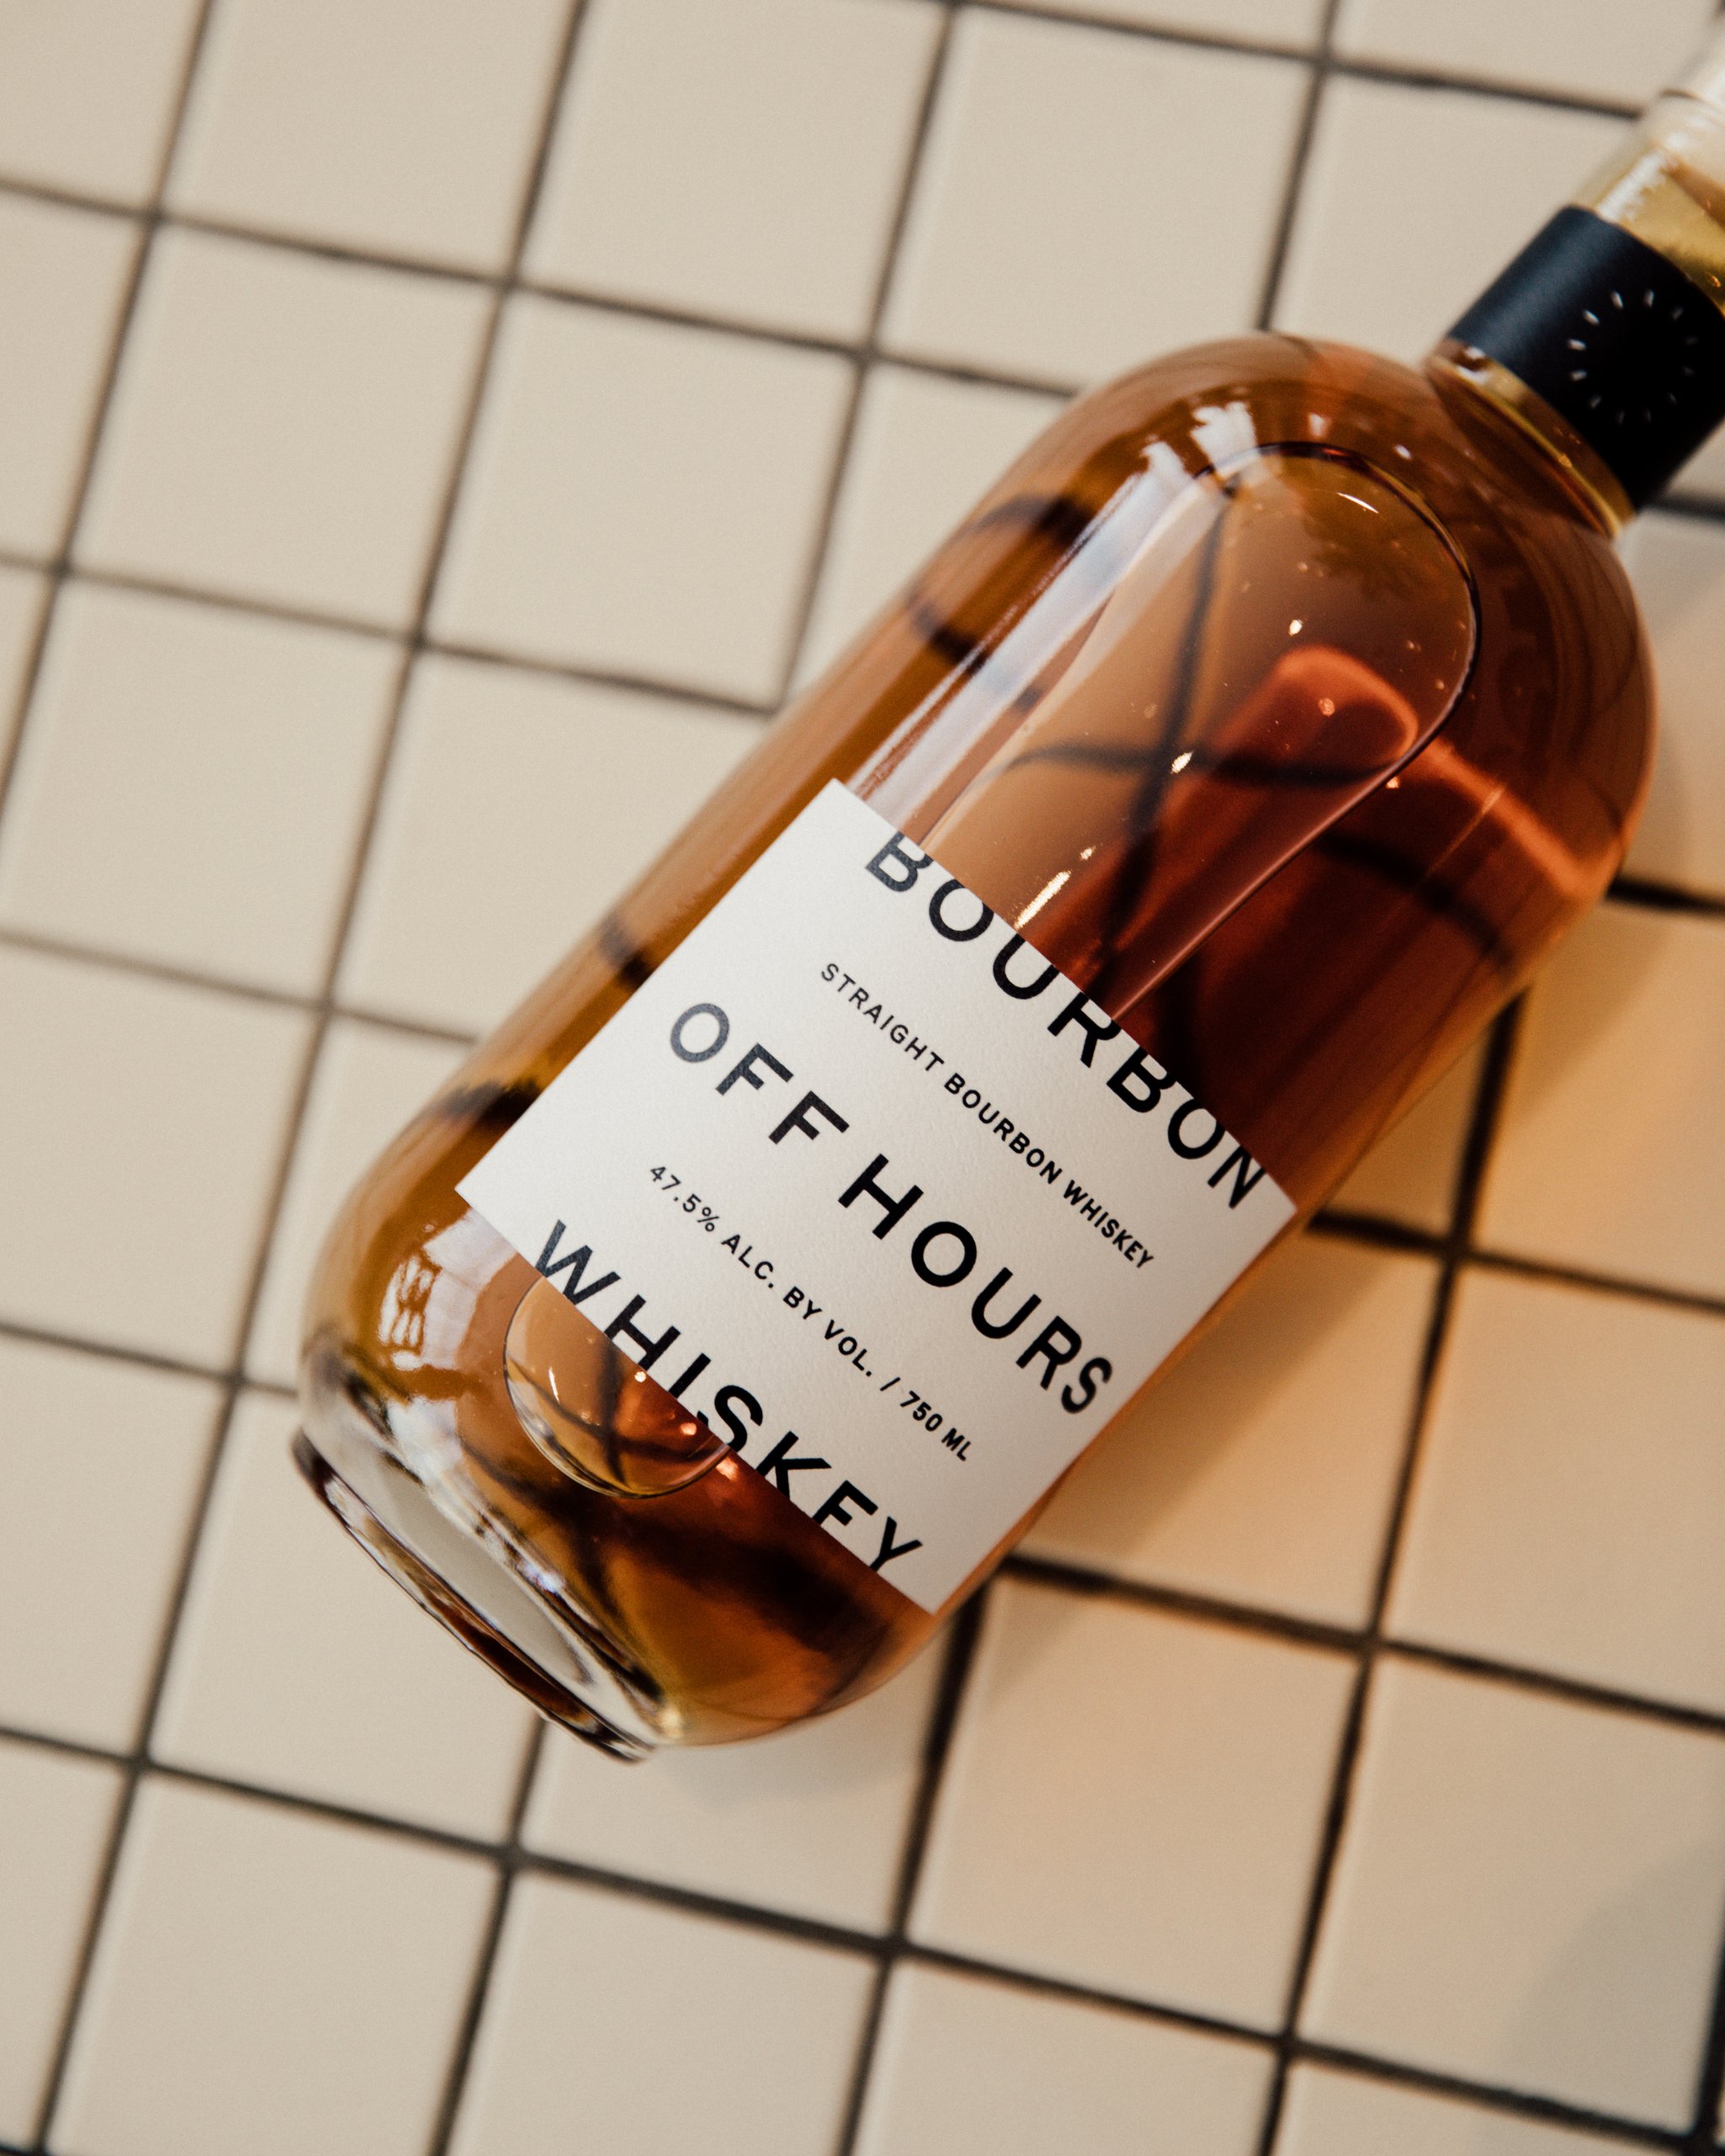 BOURBON
STRAIGHT BOURBON WHISKEY
OFF HOURS
47.5% ALC. BY VOL. / 750 ML
WHISKEY